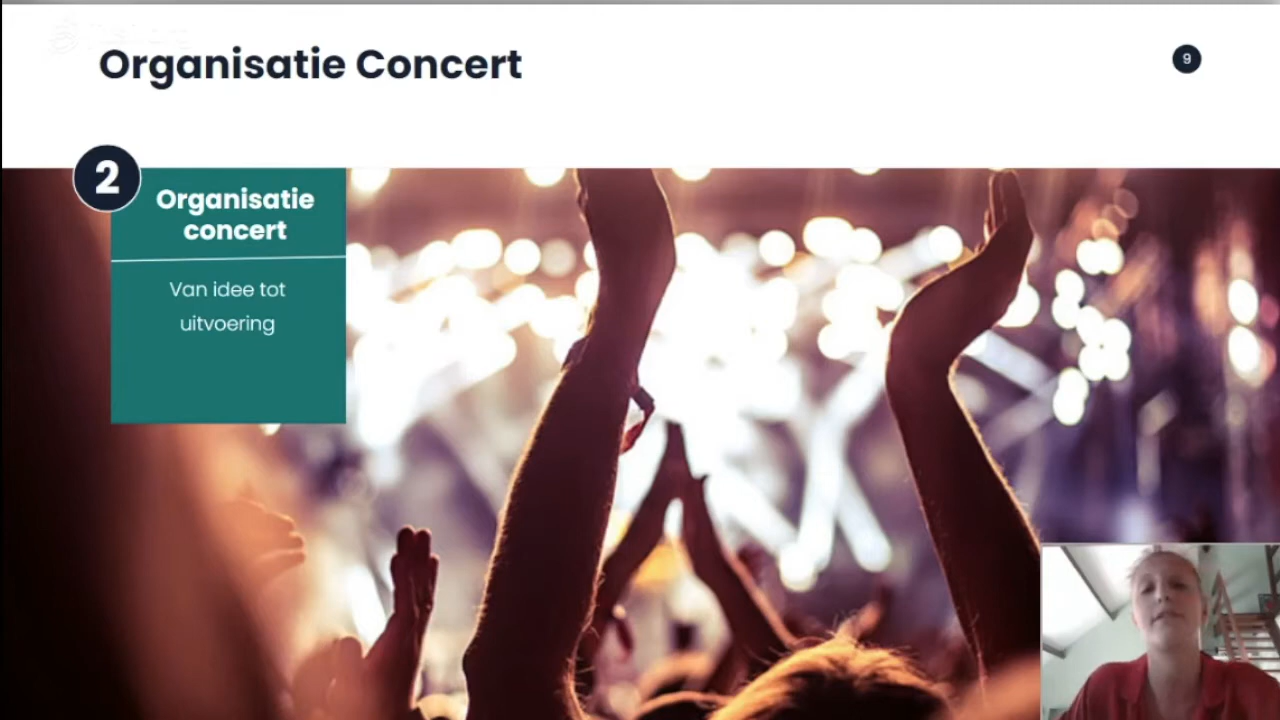 Organisatie Concert
9
2
Organisatie
concert
Van idee tot
uitvoering